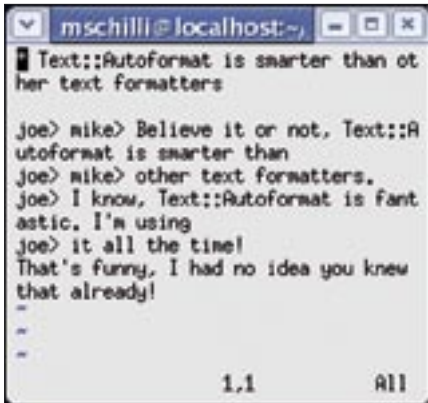 mschilli@localhost:~,
# Text::Autoformat is smarter than ot
her text formatters
joe> mike> Believe it or not, Text::A
utoformat is smarter than
joe> mike> other text formatters.
joe> I know, Text::Autoformat is fant
astic. I'm using
joe> it all the time!
That's funny, I had no idea you knew
that already!
~
~
~
1,1 All